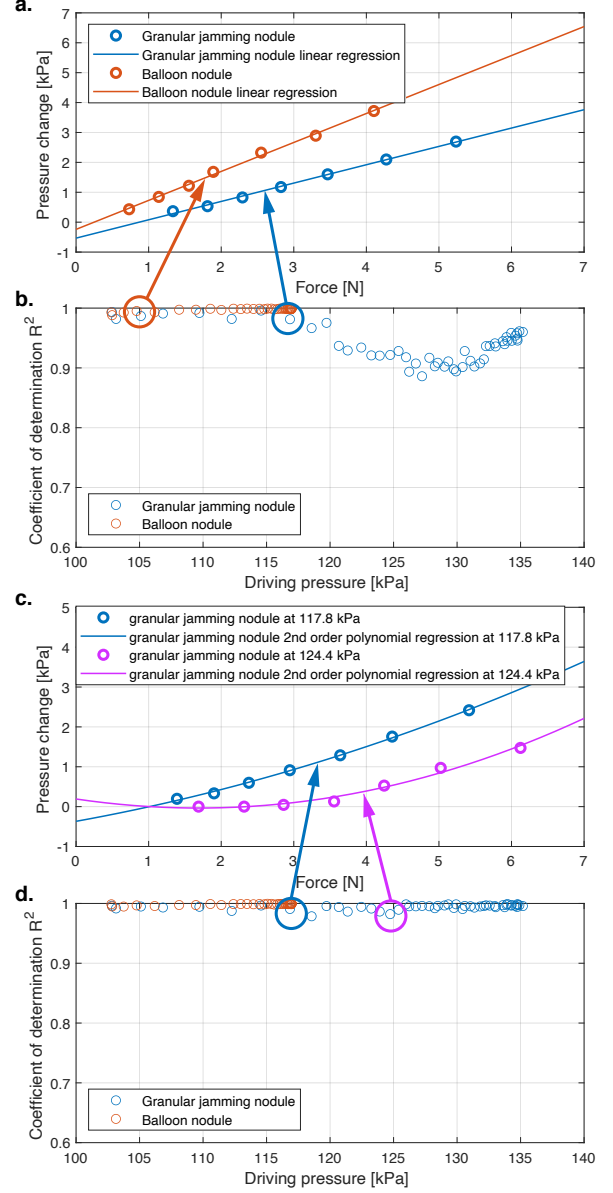 a.
7
6
5
4
3
2
1
0
-1
Pressure change [kPa]
Granular jamming nodule
Granular jamming nodule linear regression
Balloon nodule
Balloon nodule linear regression
0 1 2 3 4 5 6 7
Force [N]
b.
1
0.9
0.8
0.7
0.6
Coefficient of determination R²
Granular jamming nodule
Balloon nodule
100 105 110 115 120 125 130 135 140
Driving pressure [kPa]
c.
5
4
3
2
1
0
-1
Pressure change [kPa]
granular jamming nodule at 117.8 kPa
granular jamming nodule 2nd order polynomial regression at 117.8 kPa
granular jamming nodule at 124.4 kPa
granular jamming nodule 2nd order polynomial regression at 124.4 kPa
0 1 2 3 4 5 6 7
Force [N]
d.
1
0.9
0.8
0.7
0.6
Coefficient of determination R²
Granular jamming nodule
Balloon nodule
100 105 110 115 120 125 130 135 140
Driving pressure [kPa]